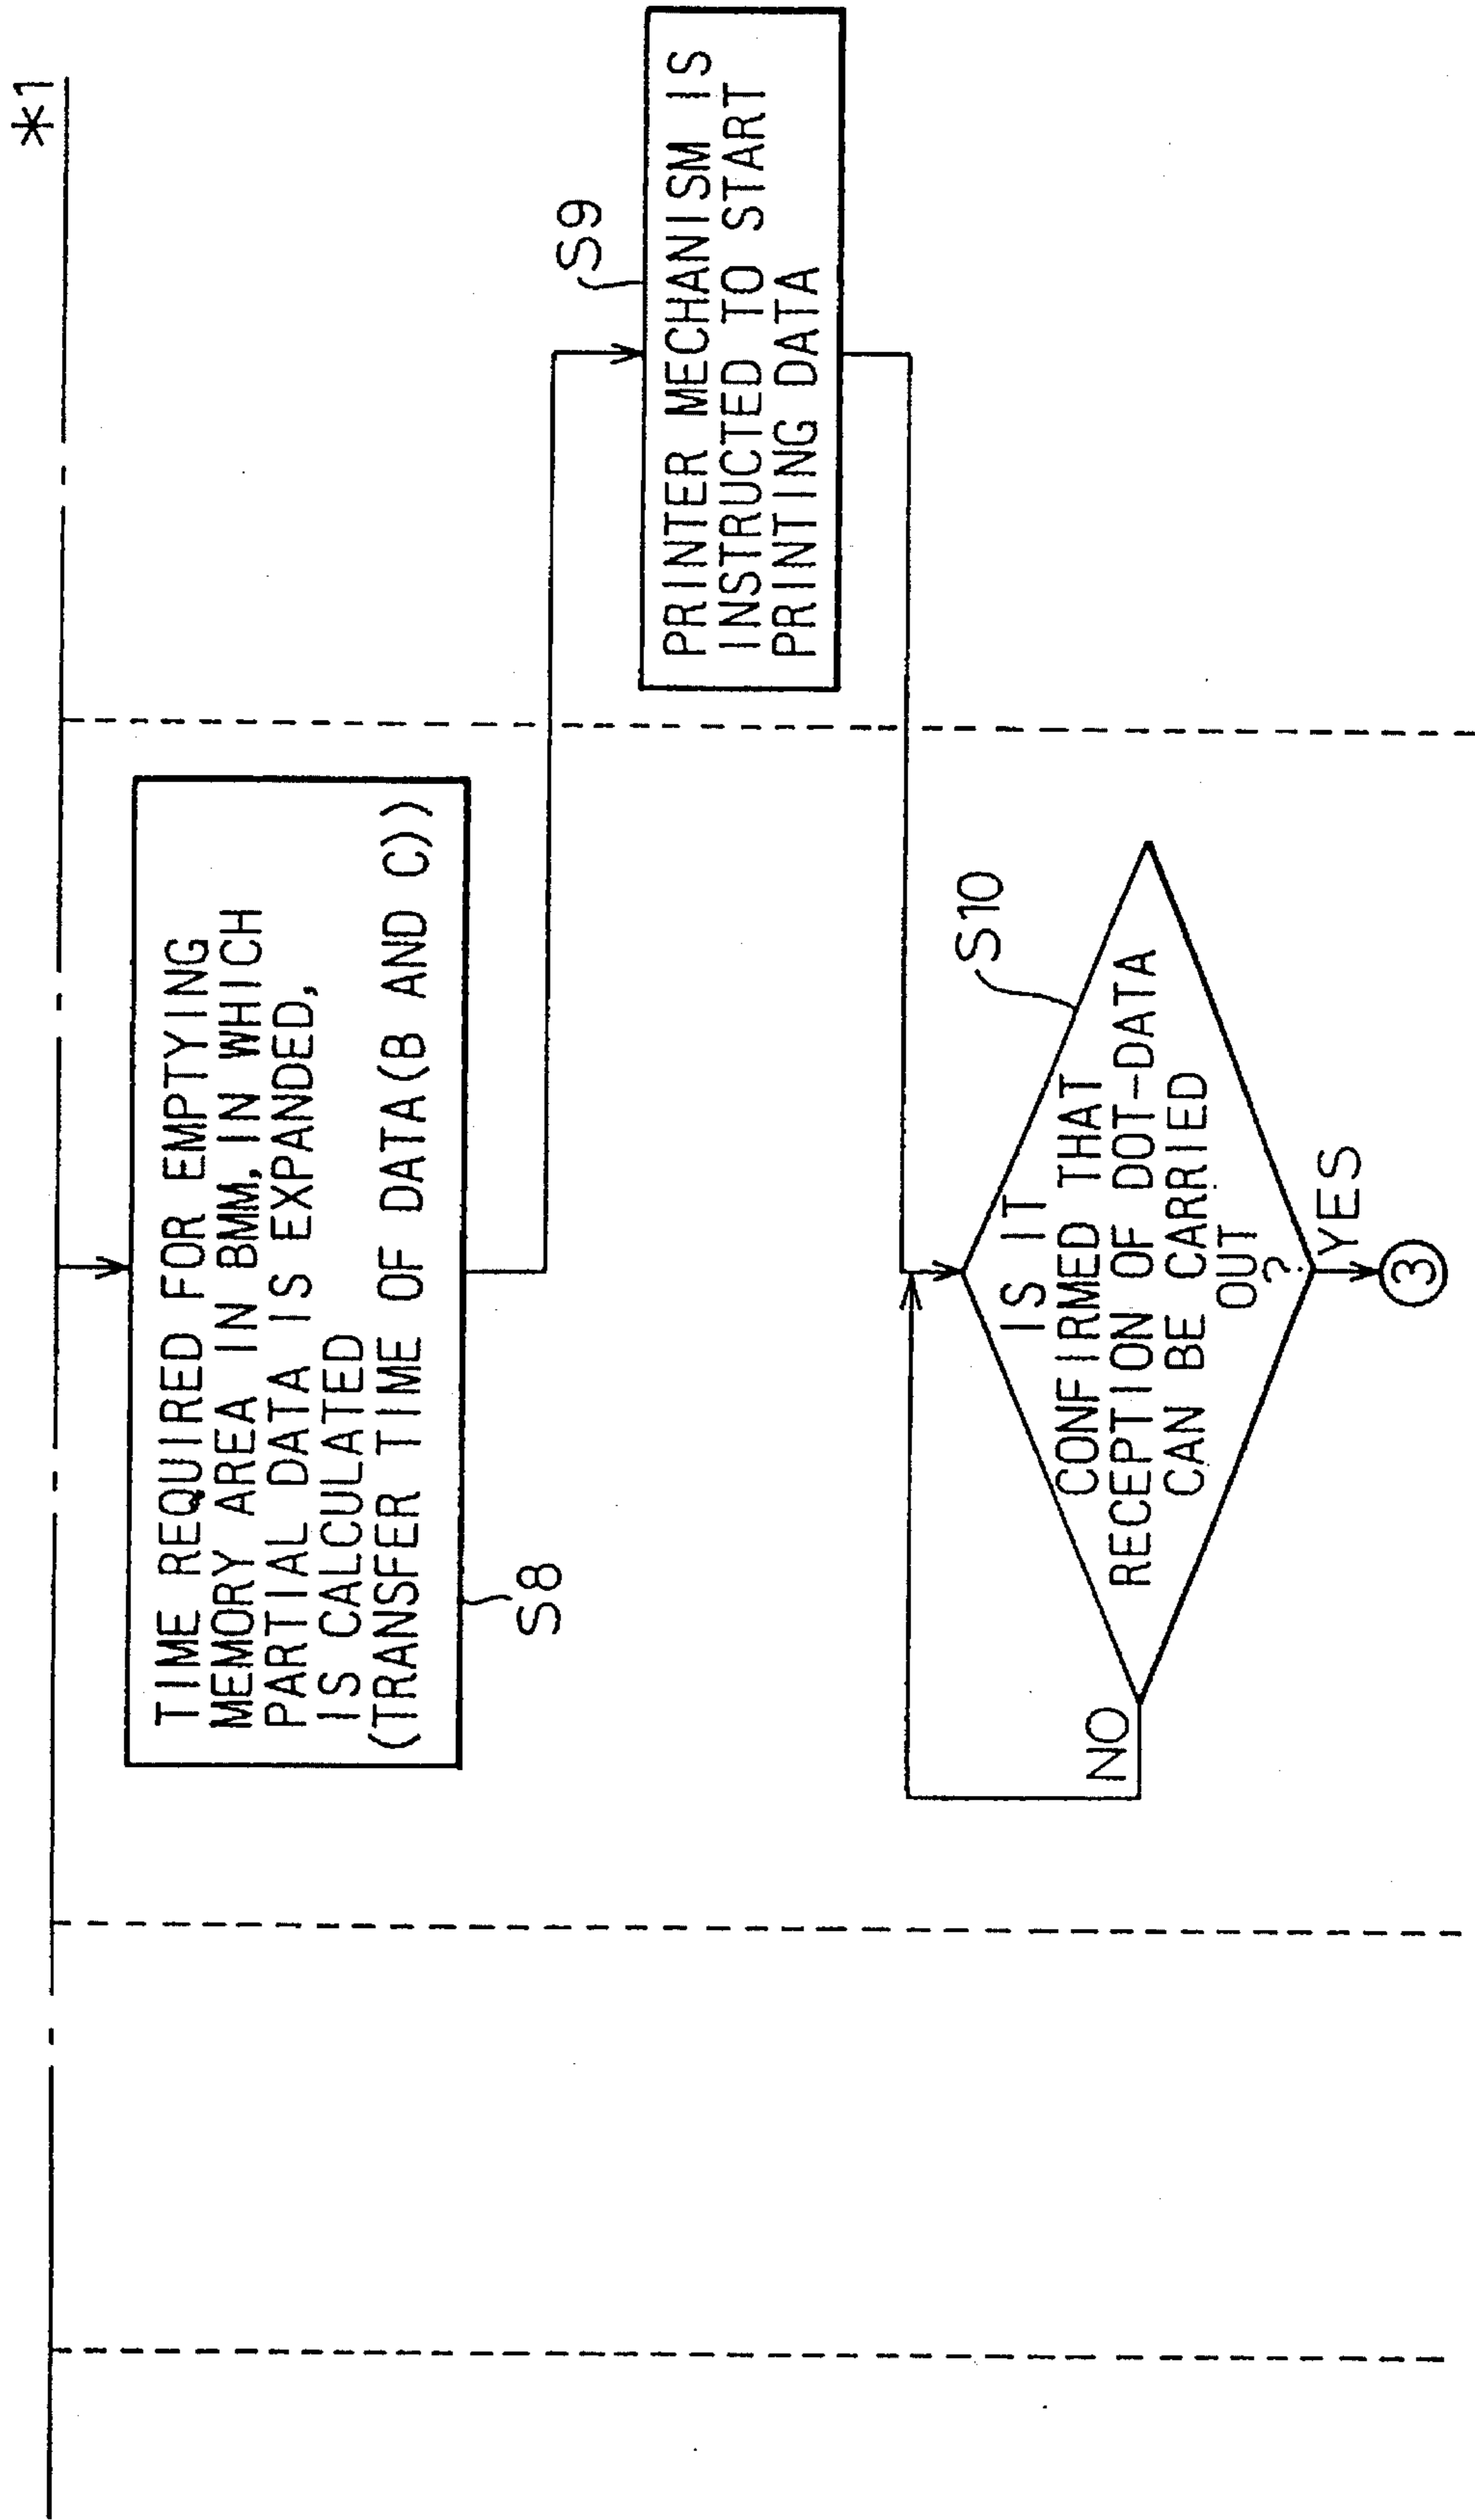 *1
TIME REQUIRED FOR EMPTYING
MEMORY AREA IN BMM, IN WHICH
PARTIAL DATA IS EXPANDED,
IS CALCULATED
(TRANSFER TIME OF DATA(B AND C))
S8
S9
PRINTER MECHANISM IS
INSTRUCTED TO START
PRINTING DATA
S10
IS IT
CONFIRMED THAT
RECEPTION OF DOT-DATA
CAN BE CARRIED
OUT
?
NO
YES
3